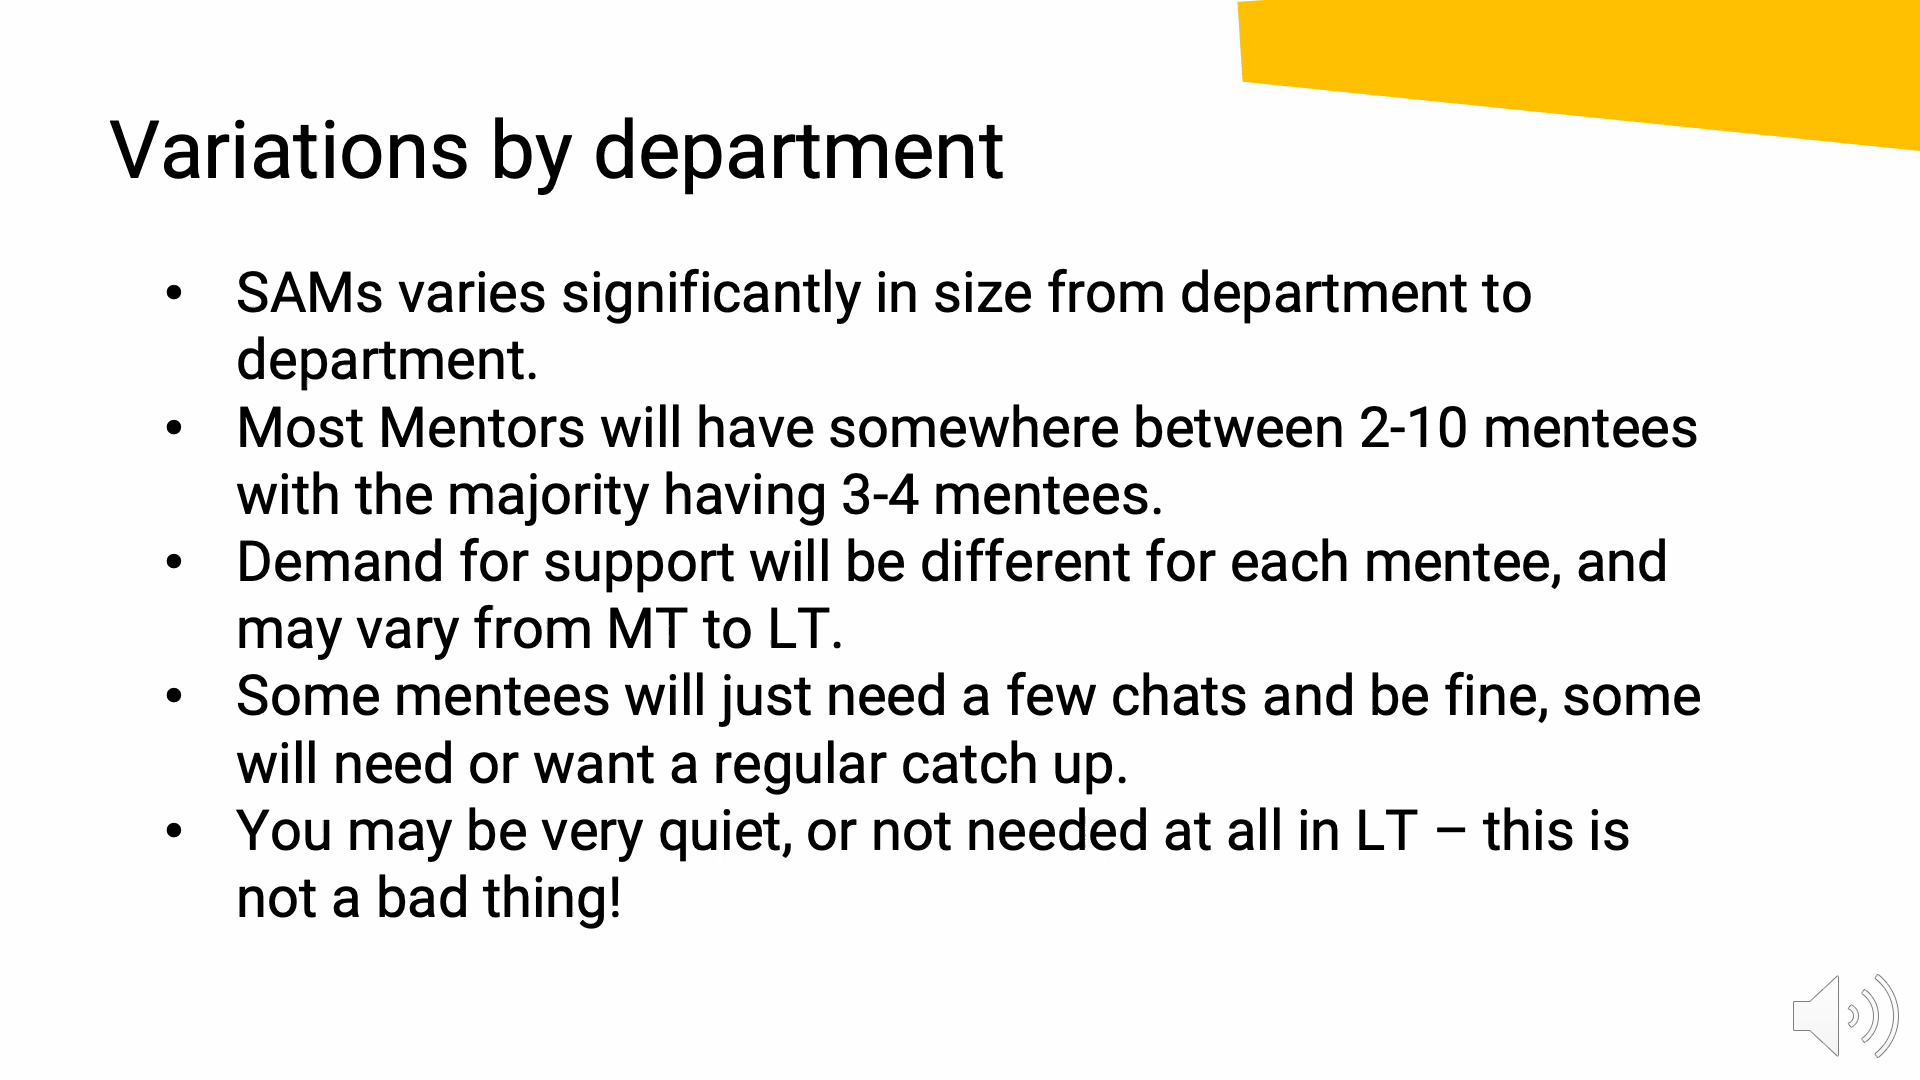 Variations by department
• SAMs varies significantly in size from department to
department.
• Most Mentors will have somewhere between 2-10 mentees
with the majority having 3-4 mentees.
• Demand for support will be different for each mentee, and
may vary from MT to LT.
• Some mentees will just need a few chats and be fine, some
will need or want a regular catch up.
• You may be very quiet, or not needed at all in LT – this is
not a bad thing!